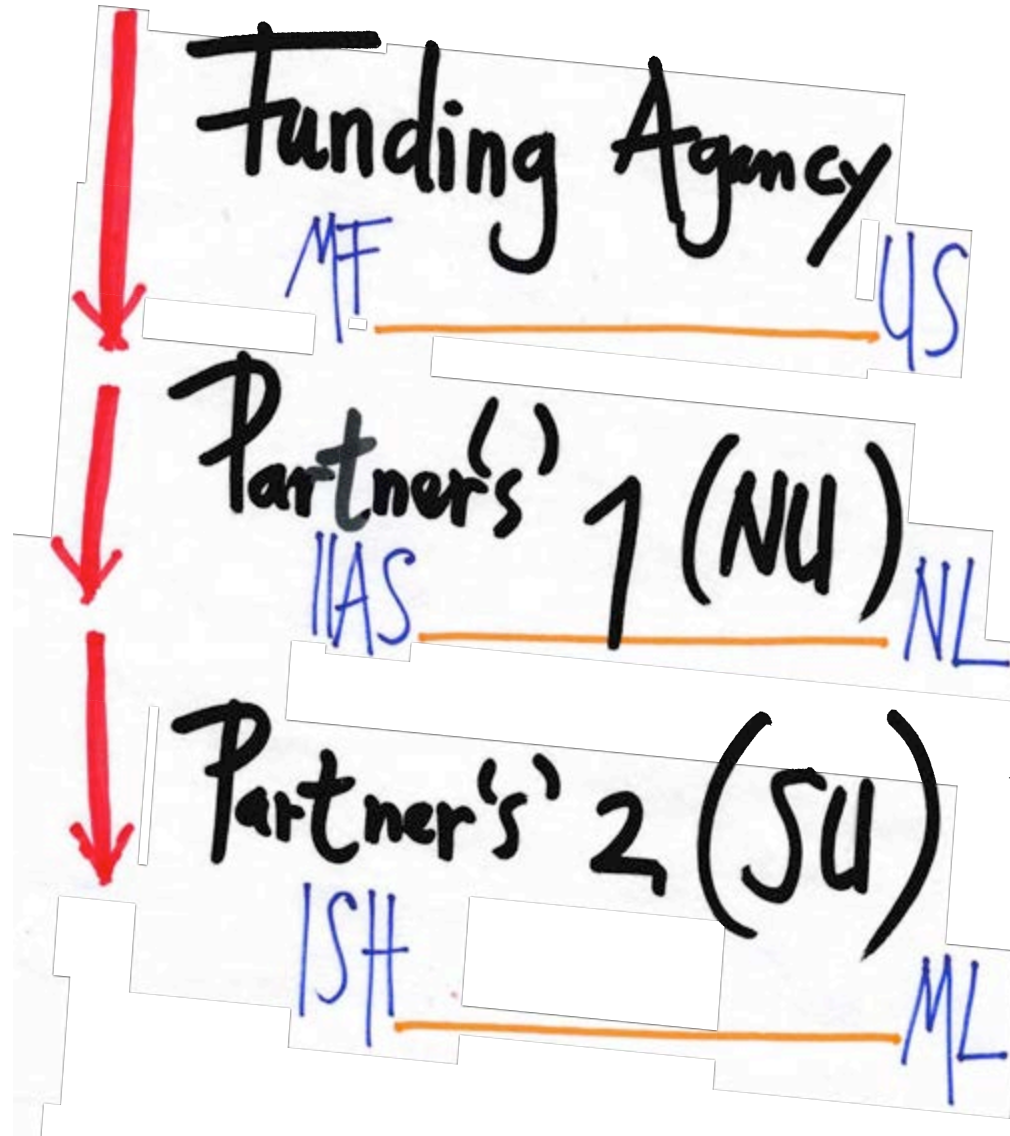 Funding Agency
MF US
Partner(s) 1 (NU)
IIAS NL
Partner(s) 2 (SU)
ISH ML